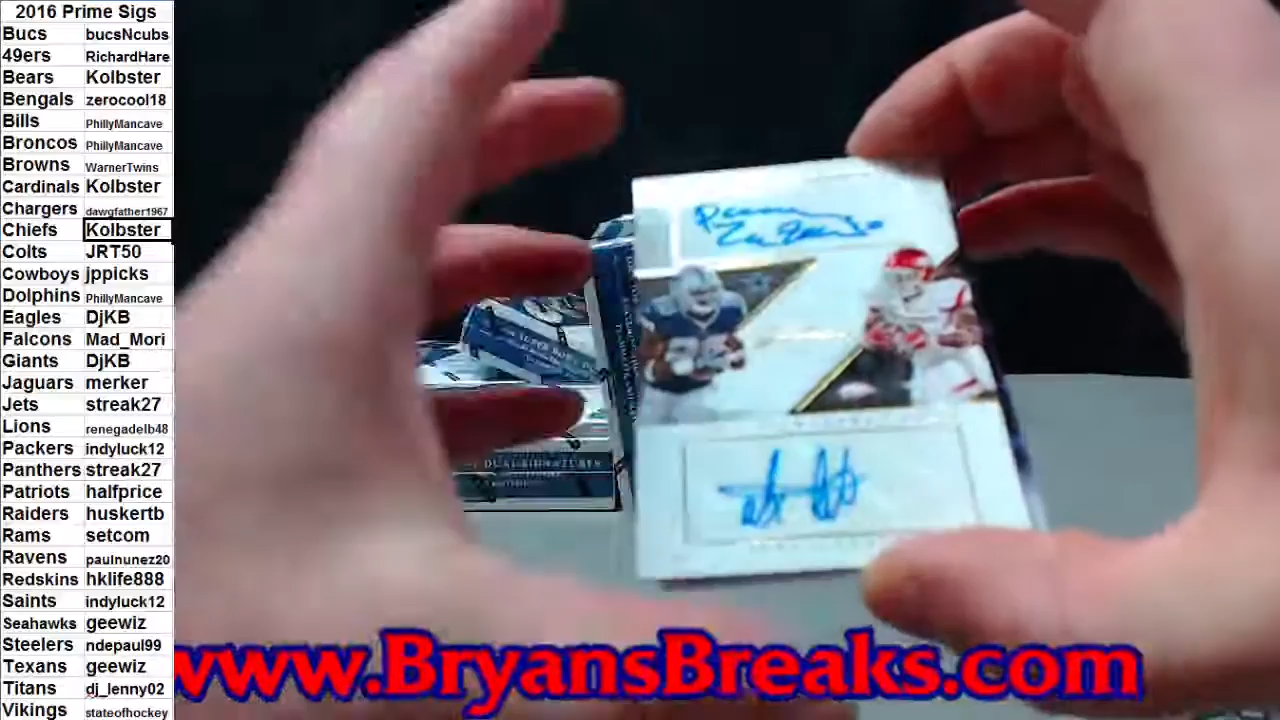 2016 Prime Sigs
Bucs bucsNcubs
49ers RichardHare
Bears Kolbster
Bengals zerocool18
Bills PhillyMancave
Broncos PhillyMancave
Browns WarnerTwins
Cardinals Kolbster
Chargers dawgfather1967
Chiefs Kolbster
Colts JRT50
Cowboys jppicks
Dolphins PhillyMancave
Eagles DjKB
Falcons Mad_Mori
Giants DjKB
Jaguars merker
Jets streak27
Lions renegadelb48
Packers indyluck12
Panthers streak27
Patriots halfprice
Raiders huskertb
Rams setcom
Ravens paulnunez20
Redskins hklife888
Saints indyluck12
Seahawks geewiz
Steelers ndepaul99
Texans geewiz
Titans dj_lenny02
Vikings stateofhockey
www.BryansBreaks.com